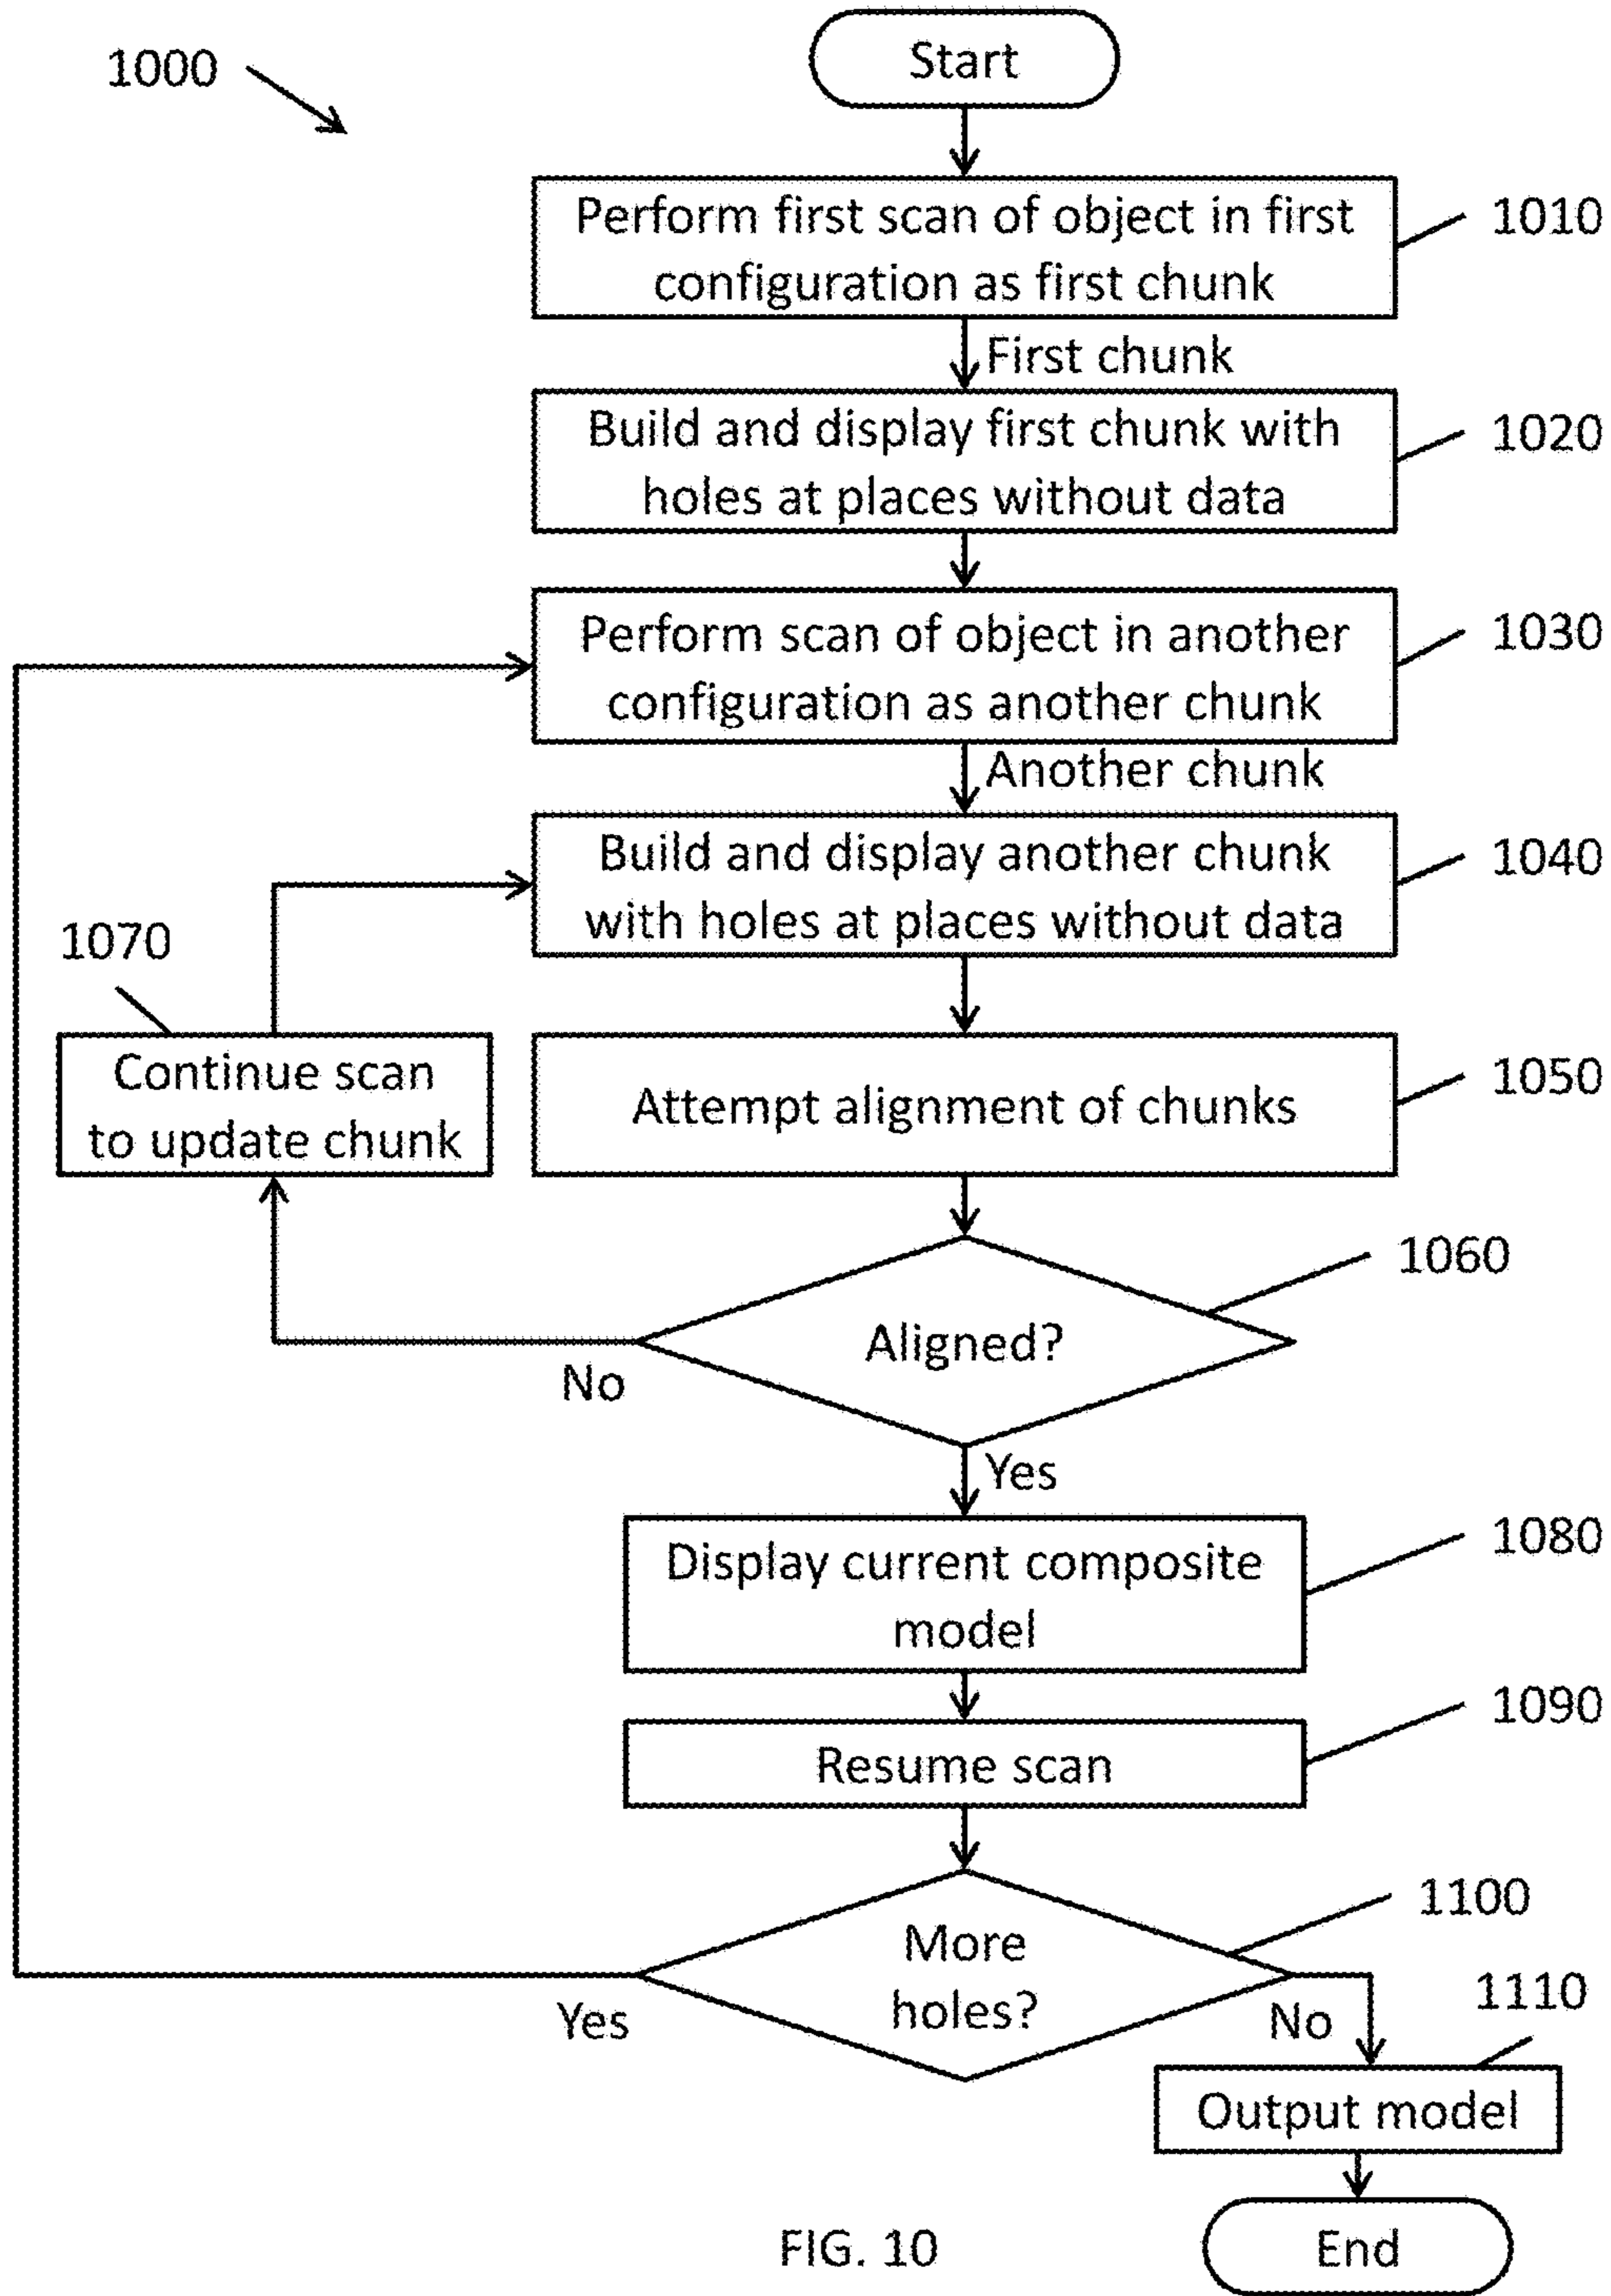 1000
Start
Perform first scan of object in first
configuration as first chunk
1010
First chunk
Build and display first chunk with
holes at places without data
1020
Perform scan of object in another
configuration as another chunk
1030
Another chunk
Build and display another chunk
with holes at places without data
1040
1070
Continue scan
to update chunk
Attempt alignment of chunks
1050
Aligned?
1060
No
Yes
Display current composite
model
1080
Resume scan
1090
More
holes?
1100
Yes
No
1110
Output model
End
FIG. 10